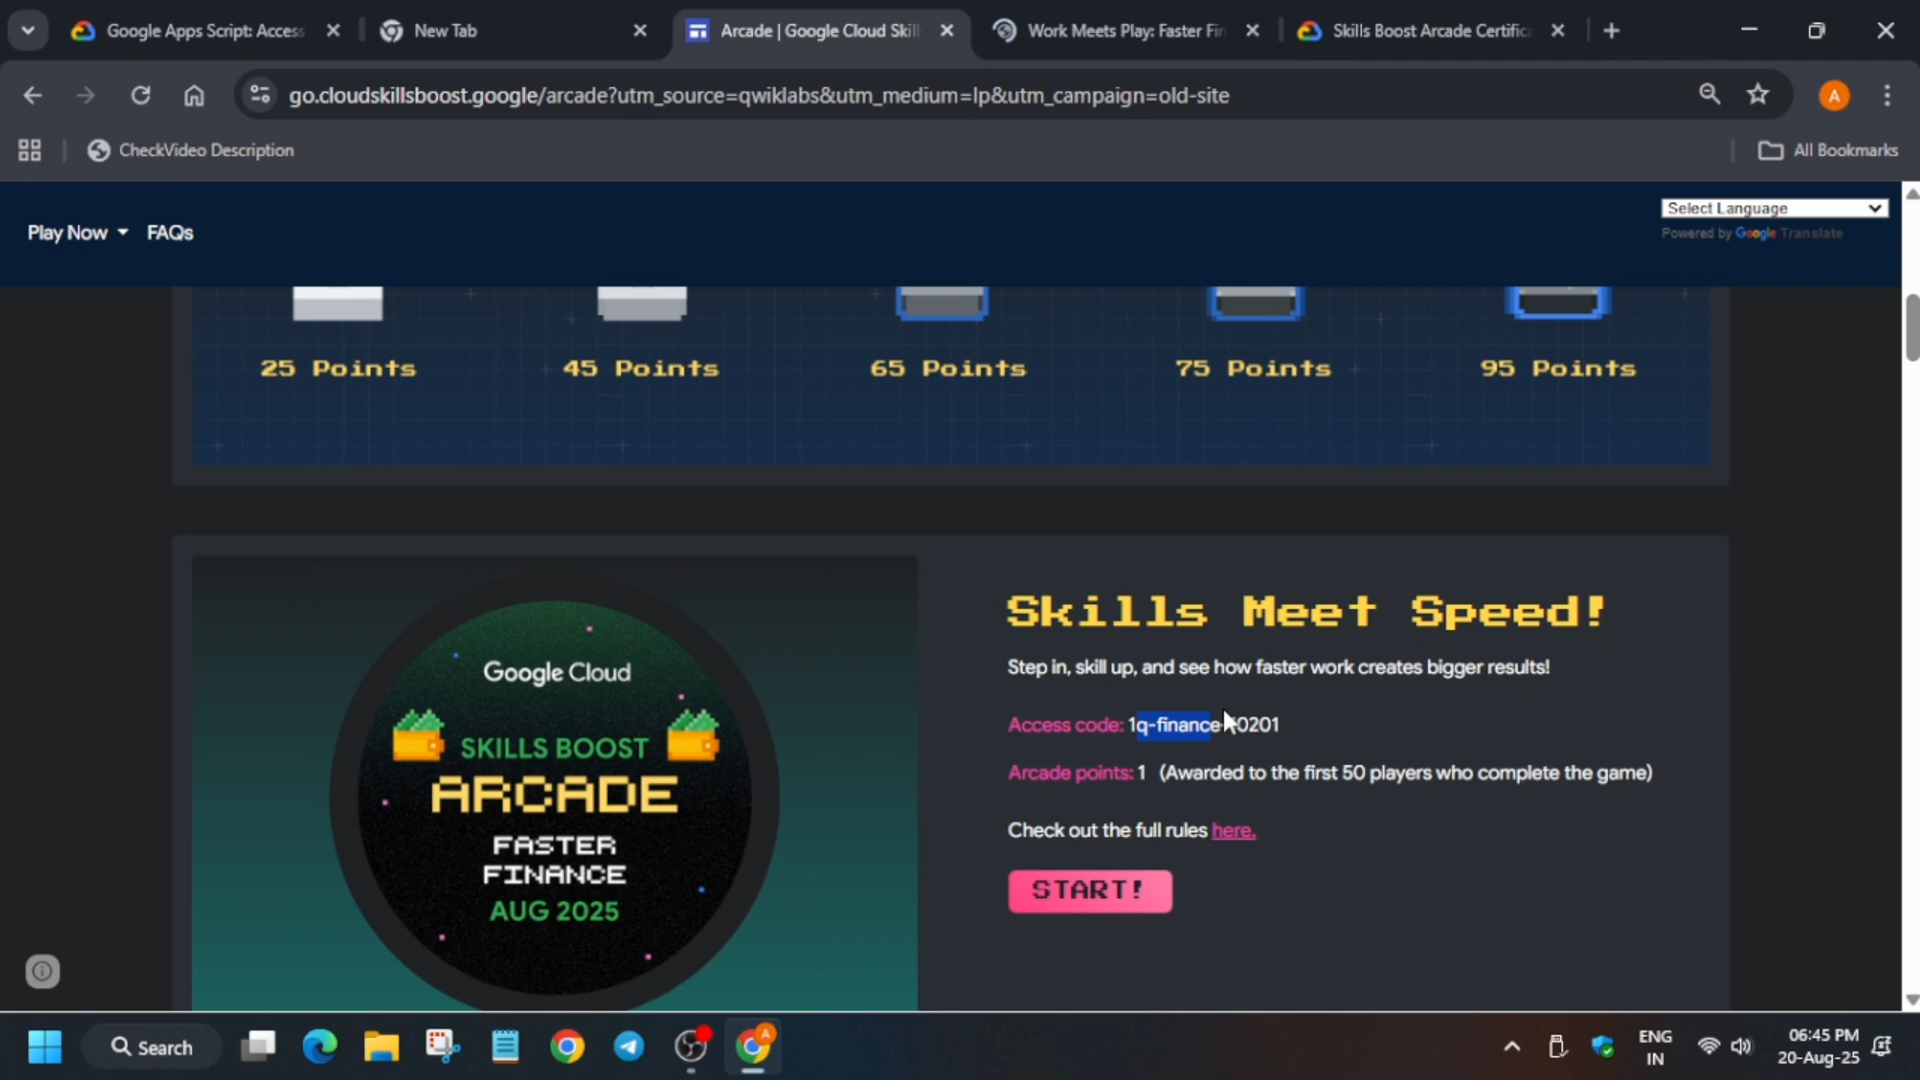 Google Apps Script: Access
New Tab
Arcade | Google Cloud Skil
Work Meets Play: Faster Fin
Skills Boost Arcade Certific
go.cloudskillsboost.google/arcade?utm_source=qwiklabs&utm_medium=lp&utm_campaign=old-site
A
CheckVideo Description
All Bookmarks
Play Now
FAQs
Select Language
Powered by Google Translate
25 Points
45 Points
65 Points
75 Points
95 Points
Google Cloud
SKILLS BOOST
ARCADE
FASTER
FINANCE
AUG 2025
Skills Meet Speed!
Step in, skill up, and see how faster work creates bigger results!
Access code: 1q-finance-0201
Arcade points: 1 (Awarded to the first 50 players who complete the game)
Check out the full rules here.
START!
Search
A
ENG
IN
06:45 PM
20-Aug-25